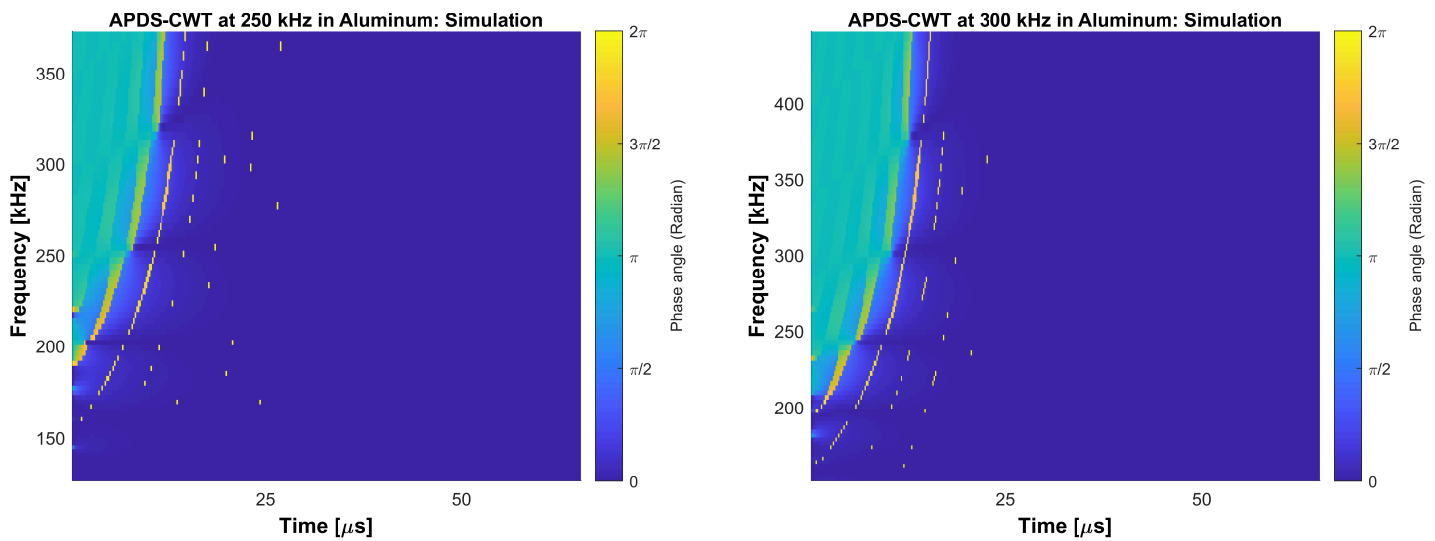 APDS-CWT at 250 kHz in Aluminum: Simulation
Frequency [kHz]
350
300
250
200
150
25
50
Time [μs]
2π
3π/2
π
π/2
0
Phase angle (Radian)
APDS-CWT at 300 kHz in Aluminum: Simulation
Frequency [kHz]
400
350
300
250
200
25
50
Time [μs]
2π
3π/2
π
π/2
0
Phase angle (Radian)